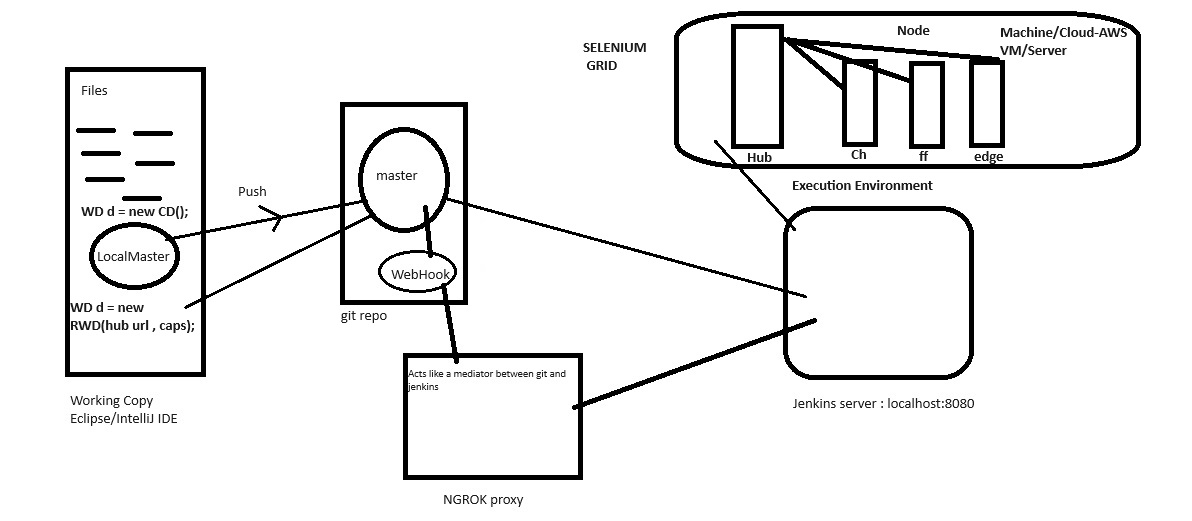 Files
WD d = new CD();
LocalMaster
WD d = new
RWD(hub url , caps);
Working Copy
Eclipse/IntelliJ IDE
Push
master
WebHook
git repo
Acts like a mediator between git and
jenkins
NGROK proxy
SELENIUM
GRID
Node
Machine/Cloud-AWS
VM/Server
Hub
Ch
ff
edge
Execution Environment
Jenkins server : localhost:8080